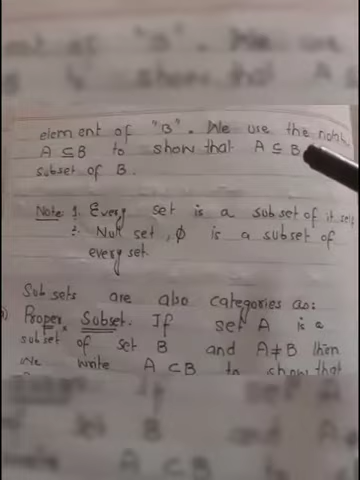 element of "B". We use the
A ⊆ B to show that A ⊆ B
subset of B.
Note: 1. Every set is a subset of it self
2. Null set, ϕ is a subset of
every set.
Sub sets are also categories as:
Proper Subset. If set A is a
subset of set B and A ≠ B then
We write A ⊂ B to show that